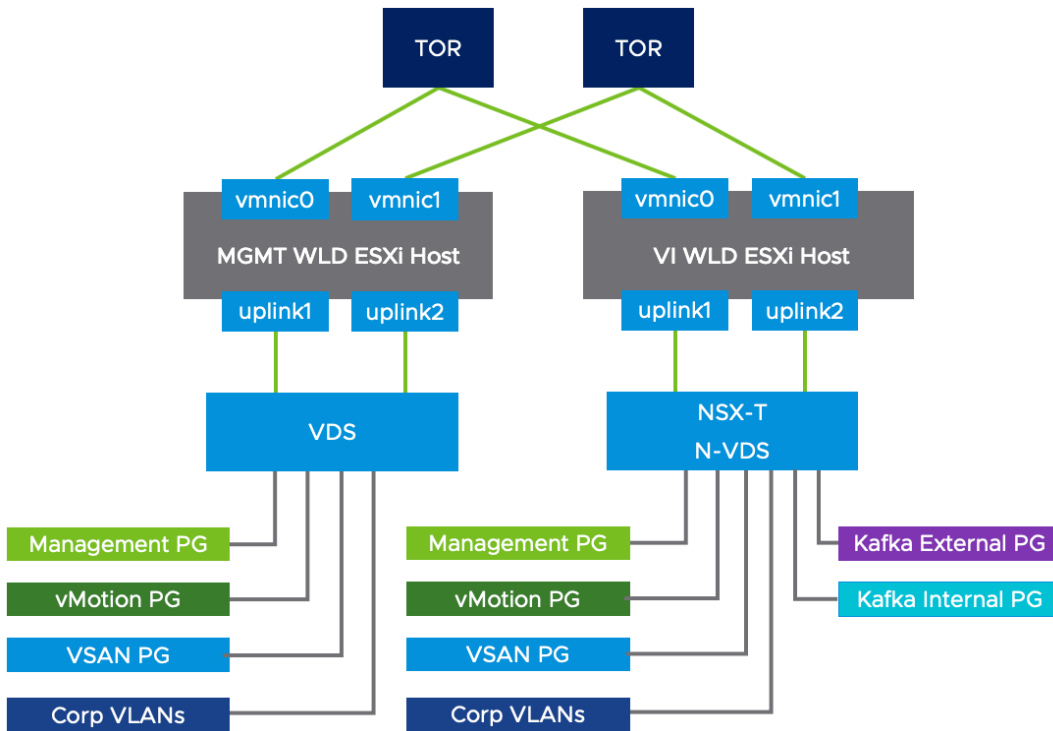 TOR
TOR
vmnic0
vmnic1
vmnic0
vmnic1
MGMT WLD ESXi Host
VI WLD ESXi Host
uplink1
uplink2
uplink1
uplink2
VDS
NSX-T
N-VDS
Management PG
Management PG
Kafka External PG
vMotion PG
vMotion PG
Kafka Internal PG
VSAN PG
VSAN PG
Corp VLANs
Corp VLANs